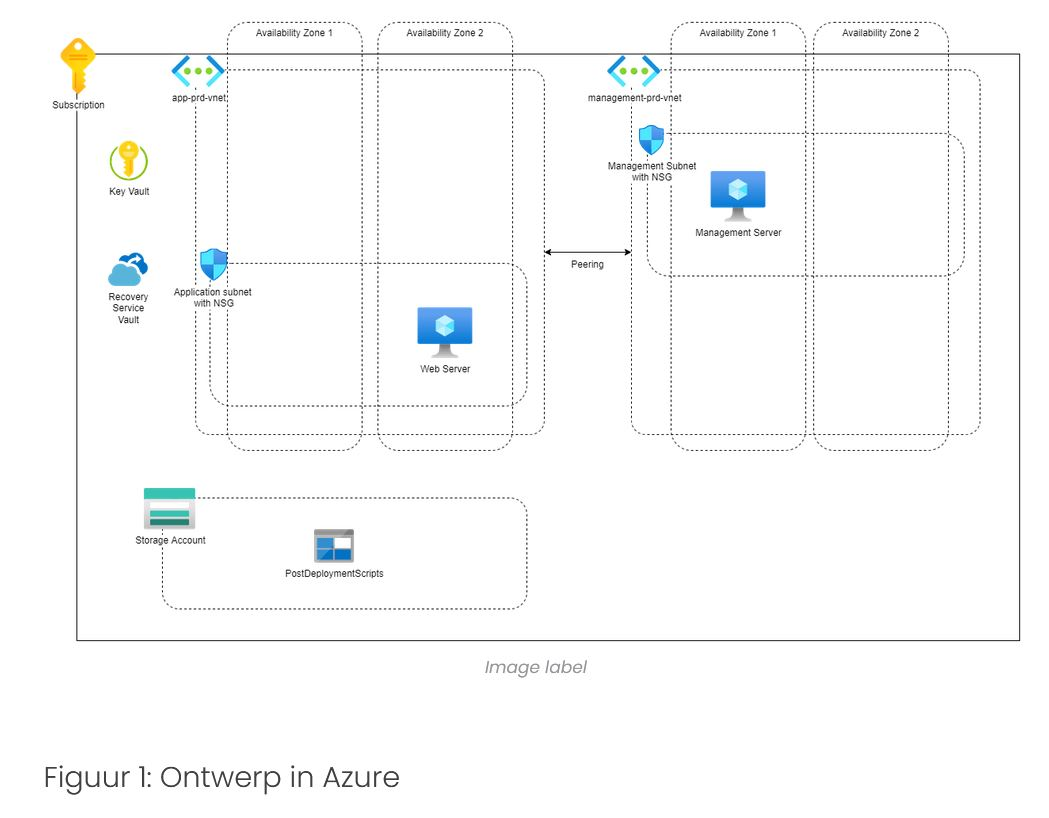 Availability Zone 1
Availability Zone 2
Availability Zone 1
Availability Zone 2
Subscription
app-prd-vnet
management-prd-vnet
Key Vault
Management Subnet
with NSG
Management Server
Peering
Recovery
Service
Vault
Application subnet
with NSG
Web Server
Storage Account
PostDeploymentScripts
Image label
Figuur 1: Ontwerp in Azure